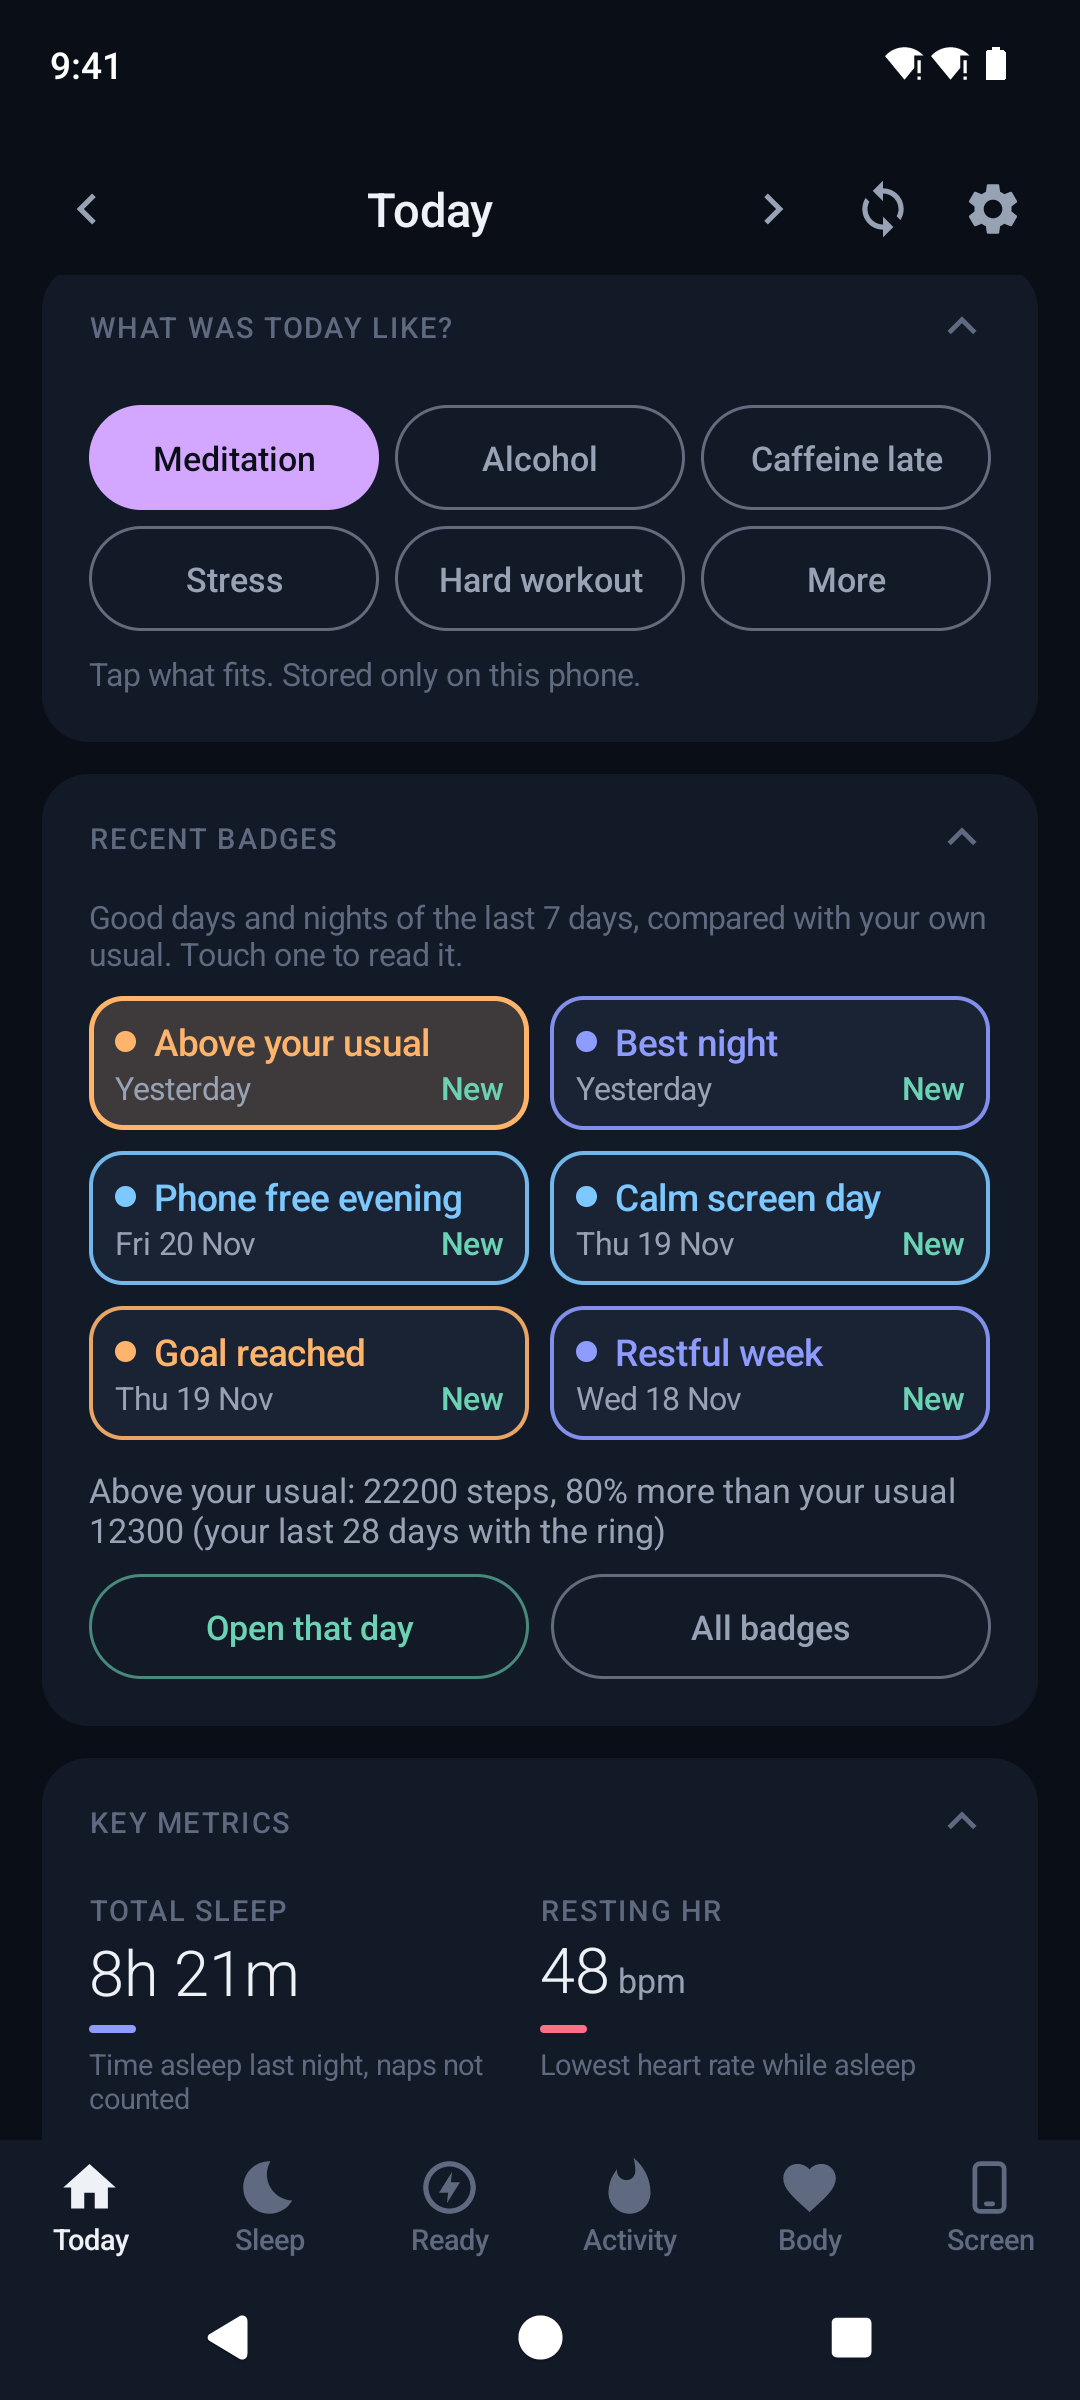 9:41
Today
WHAT WAS TODAY LIKE?
Meditation
Alcohol
Caffeine late
Stress
Hard workout
More
Tap what fits. Stored only on this phone.
RECENT BADGES
Good days and nights of the last 7 days, compared with your own
usual. Touch one to read it.
Above your usual
Yesterday New
Best night
Yesterday New
Phone free evening
Fri 20 Nov New
Calm screen day
Thu 19 Nov New
Goal reached
Thu 19 Nov New
Restful week
Wed 18 Nov New
Above your usual: 22200 steps, 80% more than your usual
12300 (your last 28 days with the ring)
Open that day
All badges
KEY METRICS
TOTAL SLEEP
8h 21m
Time asleep last night, naps not
counted
RESTING HR
48 bpm
Lowest heart rate while asleep
Today
Sleep
Ready
Activity
Body
Screen